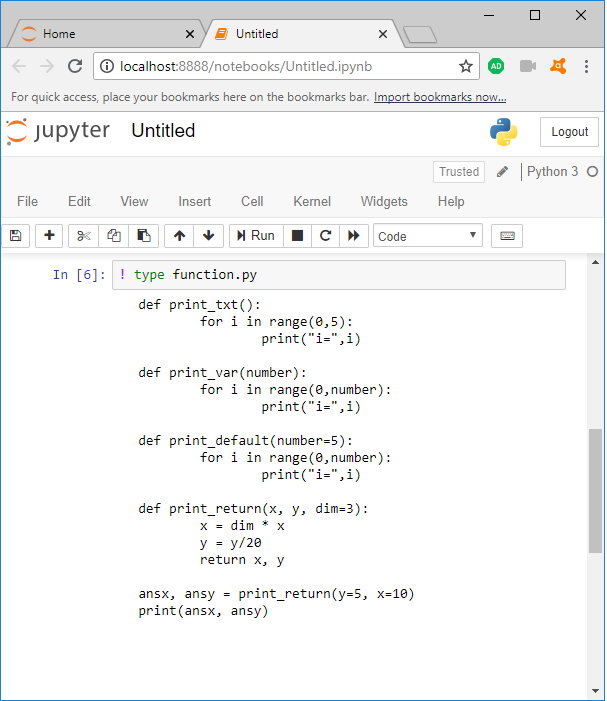 Home
Untitled
localhost:8888/notebooks/Untitled.ipynb
AD
For quick access, place your bookmarks here on the bookmarks bar. Import bookmarks now...
jupyter Untitled
Logout
Trusted
Python 3
File Edit View Insert Cell Kernel Widgets Help
Run
Code
In [6]: ! type function.py
def print_txt():
        for i in range(0,5):
                print("i=",i)
def print_var(number):
        for i in range(0,number):
                print("i=",i)
def print_default(number=5):
        for i in range(0,number):
                print("i=",i)
def print_return(x, y, dim=3):
        x = dim * x
        y = y/20
        return x, y
ansx, ansy = print_return(y=5, x=10)
print(ansx, ansy)